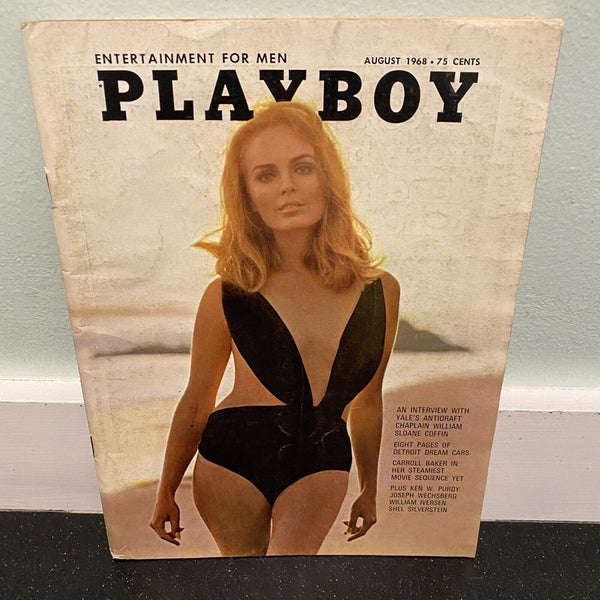 ENTERTAINMENT FOR MEN
AUGUST 1968 • 75 CENTS
PLAYBOY
AN INTERVIEW WITH
YALE'S ANTIDRAFT
CHAPLAIN WILLIAM
SLOANE COFFIN
EIGHT PAGES OF
DETROIT DREAM CARS
CARROLL BAKER IN
HER STEAMIEST
MOVIE SEQUENCE YET
PLUS KEN W. PURDY
JOSEPH WECHSBERG
WILLIAM IVERSEN
SHEL SILVERSTEIN